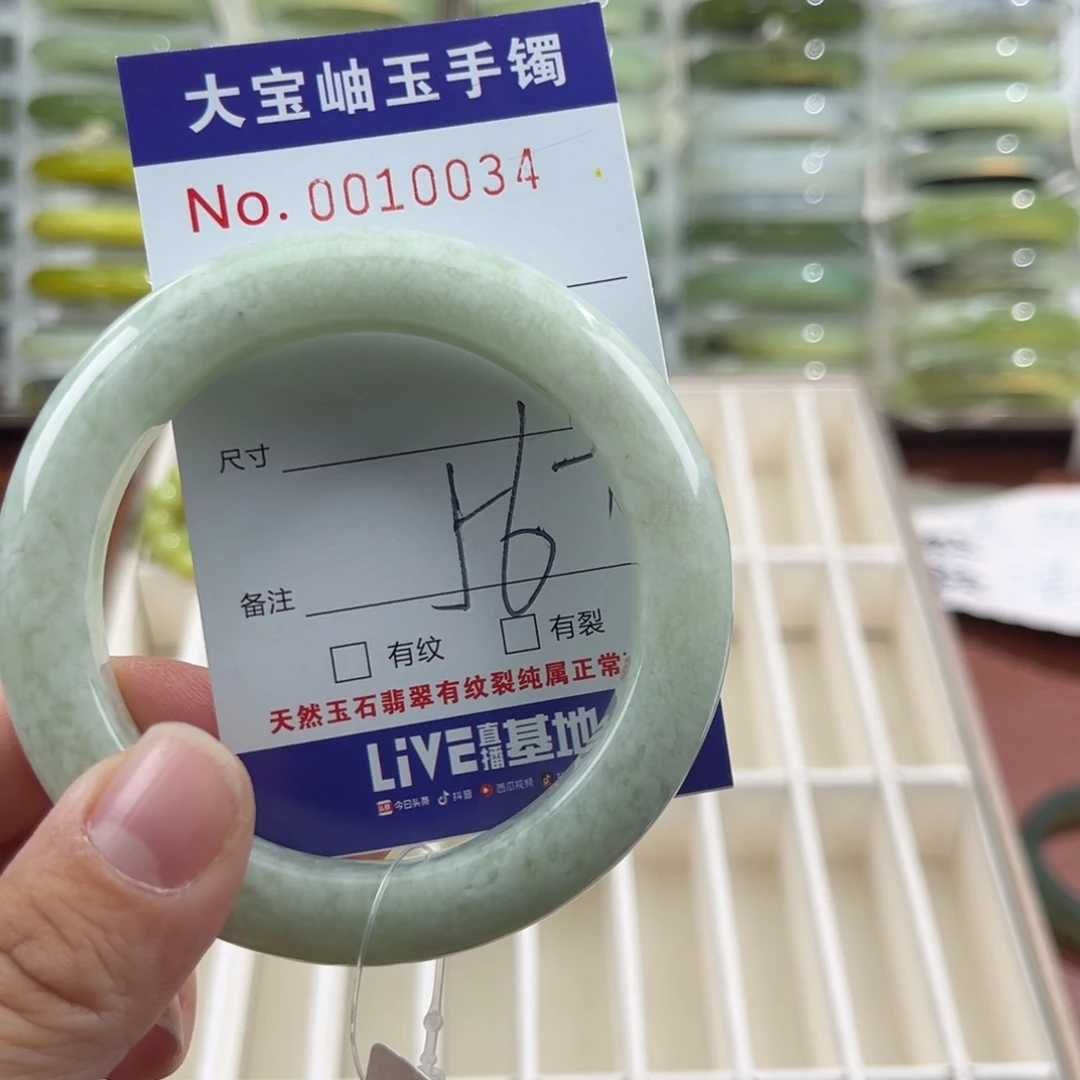 大宝岫玉手镯
No. 0010034
尺寸
56
备注
有纹
有裂
天然玉石翡翠有纹裂纯属正常
LiVE直播基地
今日头条 抖音 西瓜视频